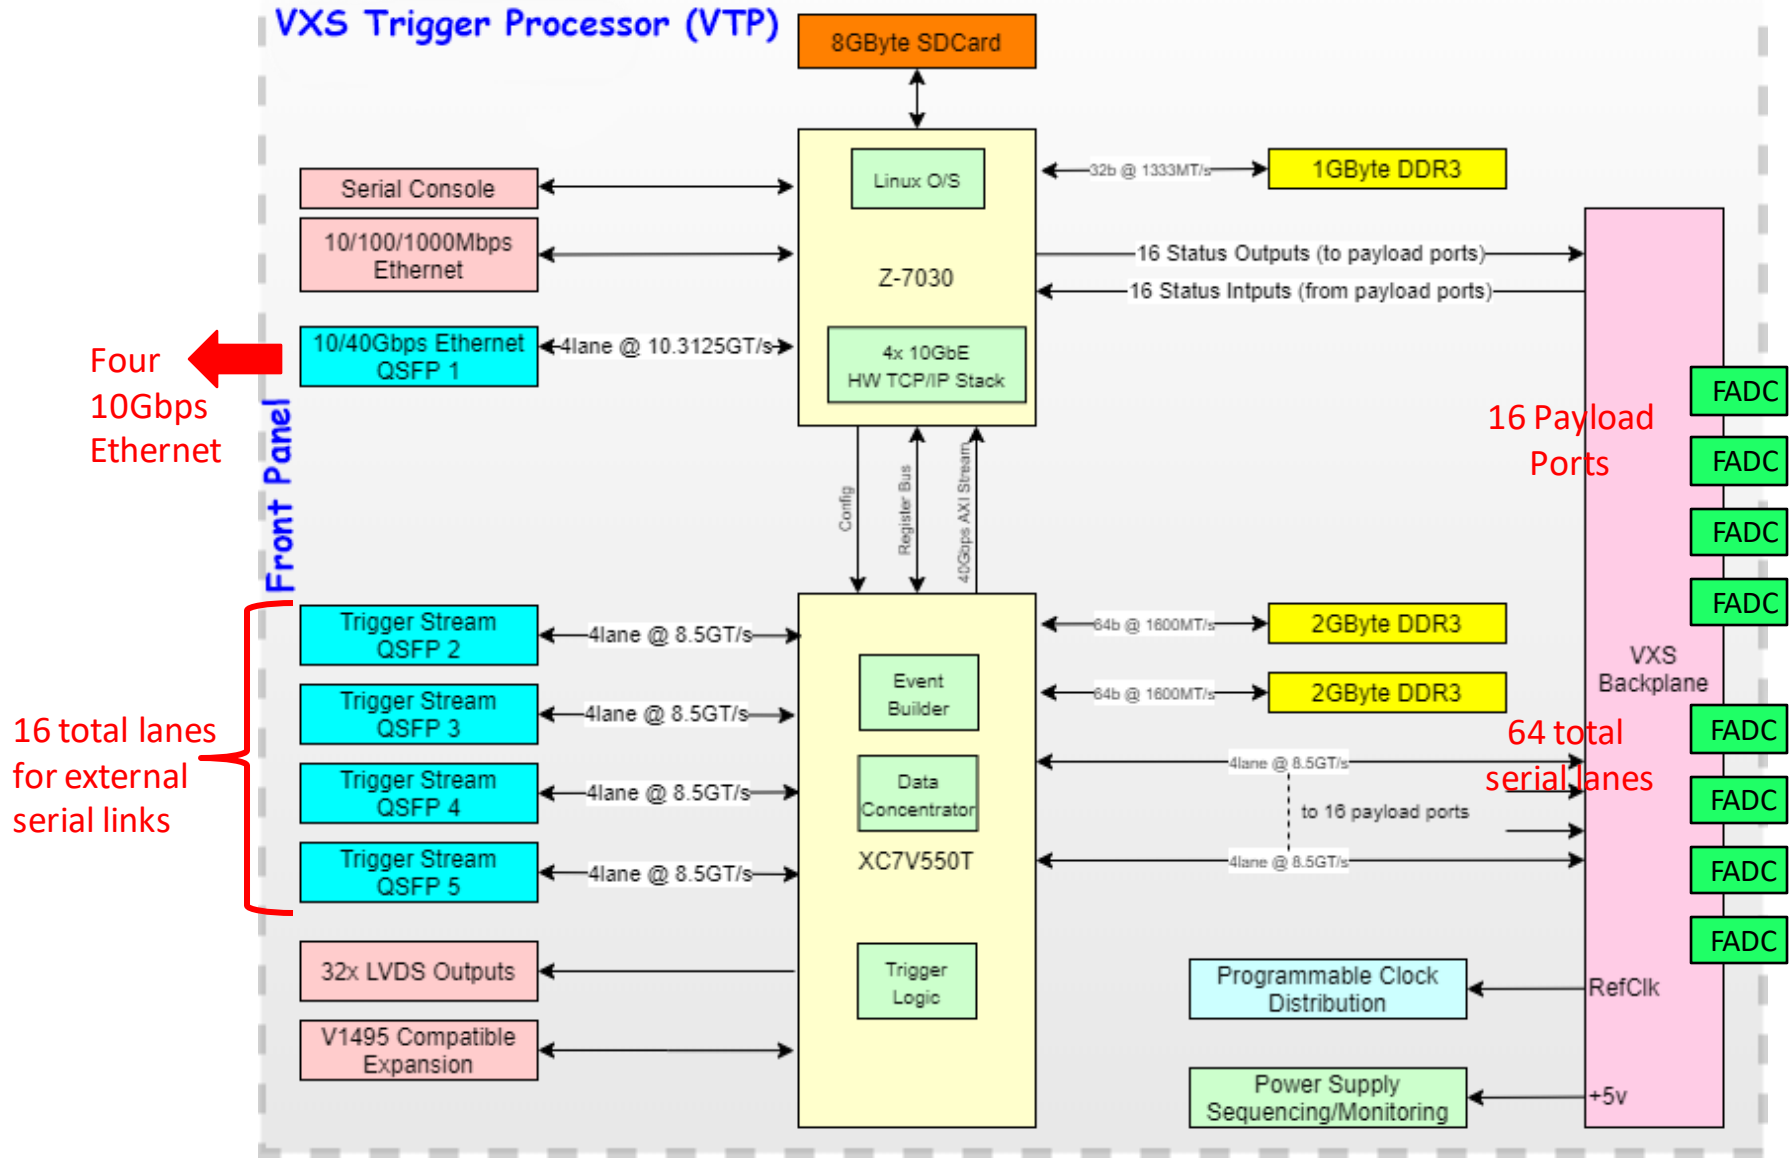 VXS Trigger Processor (VTP)
8GByte SDCard
Serial Console
10/100/1000Mbps
Ethernet
10/40Gbps Ethernet
QSFP 1
4lane @ 10.3125GT/s
Four
10Gbps
Ethernet
Front Panel
Linux O/S
Z-7030
4x 10GbE
HW TCP/IP Stack
32b @ 1333MT/s
1GByte DDR3
16 Status Outputs (to payload ports)
16 Status Intputs (from payload ports)
16 Payload
Ports
FADC
FADC
FADC
FADC
Config
Register Bus
40Gbps AXI Stream
Trigger Stream
QSFP 2
4lane @ 8.5GT/s
Trigger Stream
QSFP 3
4lane @ 8.5GT/s
Trigger Stream
QSFP 4
4lane @ 8.5GT/s
Trigger Stream
QSFP 5
4lane @ 8.5GT/s
16 total lanes
for external
serial links
32x LVDS Outputs
V1495 Compatible
Expansion
Event
Builder
Data
Concentrator
XC7V550T
Trigger
Logic
64b @ 1600MT/s
2GByte DDR3
64b @ 1600MT/s
2GByte DDR3
VXS
Backplane
64 total
serial lanes
4lane @ 8.5GT/s
to 16 payload ports
4lane @ 8.5GT/s
FADC
FADC
FADC
FADC
Programmable Clock
Distribution
RefClk
Power Supply
Sequencing/Monitoring
+5v